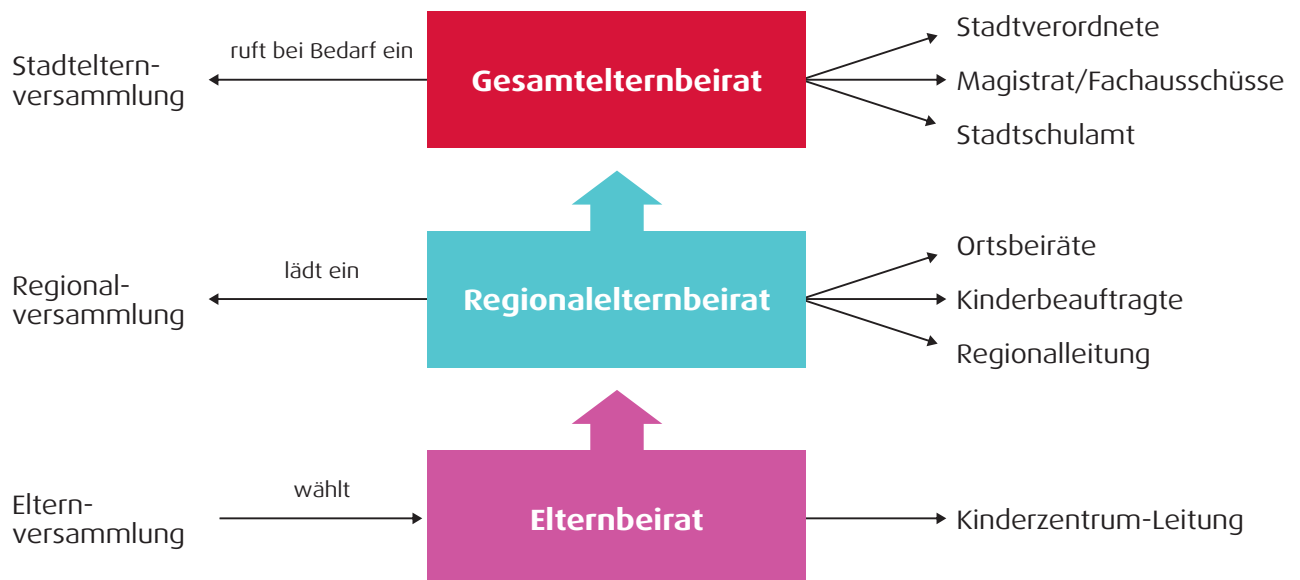 Stadteltern-
versammlung
ruft bei Bedarf ein
Gesamtelternbeirat
Stadtverordnete
Magistrat/Fachausschüsse
Stadtschulamt
Regional-
versammlung
lädt ein
Regionalelternbeirat
Ortsbeiräte
Kinderbeauftragte
Regionalleitung
Eltern-
versammlung
wählt
Elternbeirat
Kinderzentrum-Leitung